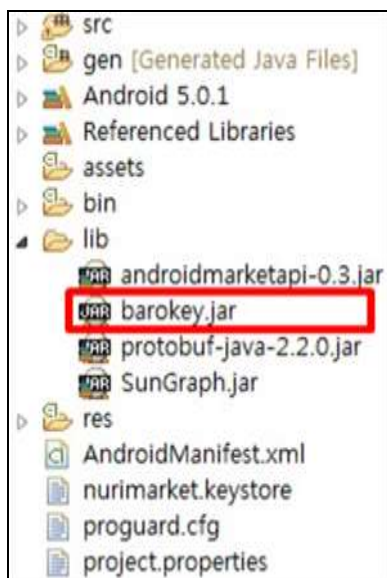 src
gen [Generated Java Files]
Android 5.0.1
Referenced Libraries
assets
bin
lib
androidmarketapi-0.3.jar
barokey.jar
protobuf-java-2.2.0.jar
SunGraph.jar
res
AndroidManifest.xml
nurimarket.keystore
proguard.cfg
project.properties